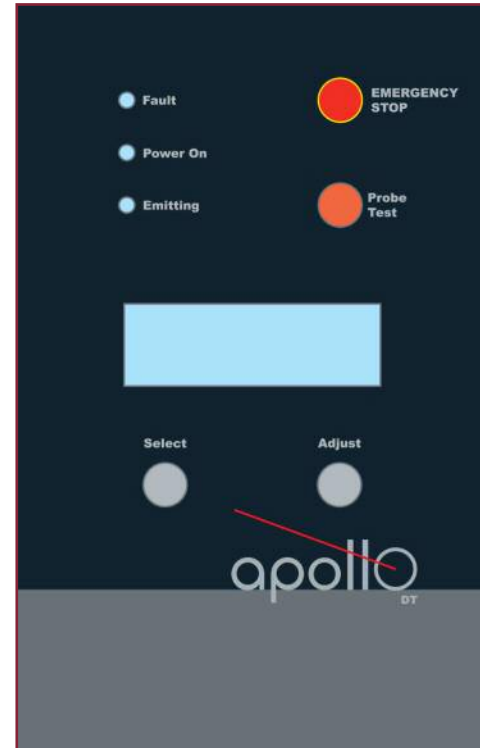 Fault
EMERGENCY
STOP
Power On
Emitting
Probe
Test
Select
Adjust
apollo
DT